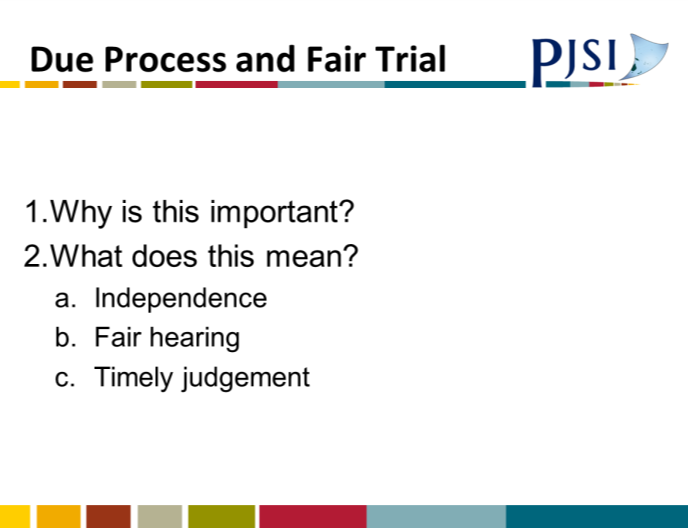 Due Process and Fair Trial
PJSI
1.Why is this important?
2.What does this mean?
a. Independence
b. Fair hearing
c. Timely judgement